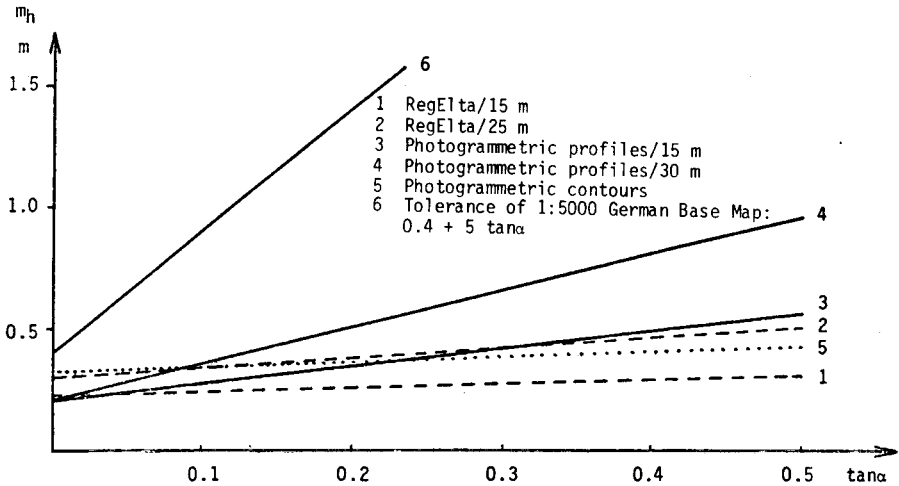 mh
m
1.5
1.0
0.5
6
1 RegElta/15 m
2 RegElta/25 m
3 Photogrammetric profiles/15 m
4 Photogrammetric profiles/30 m
5 Photogrammetric contours
6 Tolerance of 1:5000 German Base Map:
0.4 + 5 tanα
4
3
2
5
1
0.1 0.2 0.3 0.4 0.5 tanα